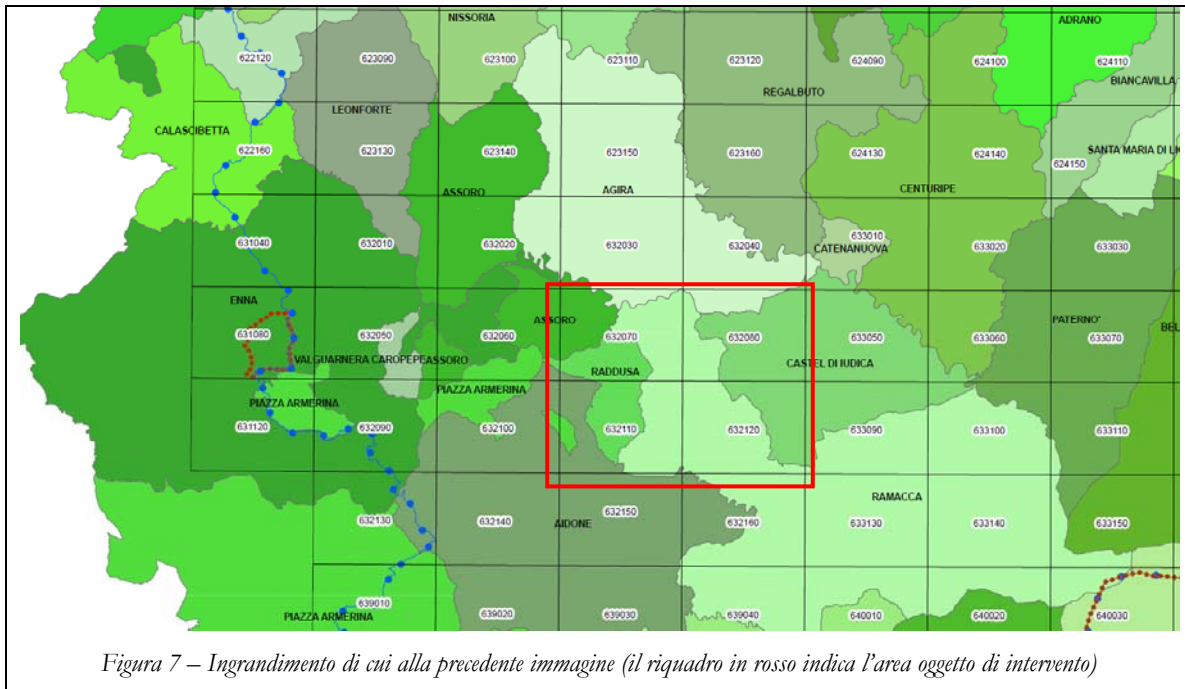 NISSORIA
ADRANO
622120 623090 623100 623110 623120 624090 624100 624110
BIANCAVILLA
REGALBUTO
LEONFORTE
CALASCIBETTA
622160 623130 623140 623150 623160 624130 624140 624150
SANTA MARIA DI LI
ASSORO AGIRA CENTURIPE
631040 632010 632020 632030 632040 633010 633020 633030
CATENANUOVA
ENNA
ASSORO PATERNO'
631080 632050 632060 632070 632080 633050 633060 633070
BEL
VALGUARNERA CAROPEPE ASSORO CASTEL DI IUDICA
RADDUSA
PIAZZA ARMERINA
PIAZZA ARMERINA
631120 632090 632100 632110 632120 633090 633100 633110
RAMACCA
632130 632140 AIDONE 632150 632160 633130 633140 633150
639010 639020 639030 639040 640010 640020 640030
PIAZZA ARMERINA
Figura 7 – Ingrandimento di cui alla precedente immagine (il riquadro in rosso indica l'area oggetto di intervento)